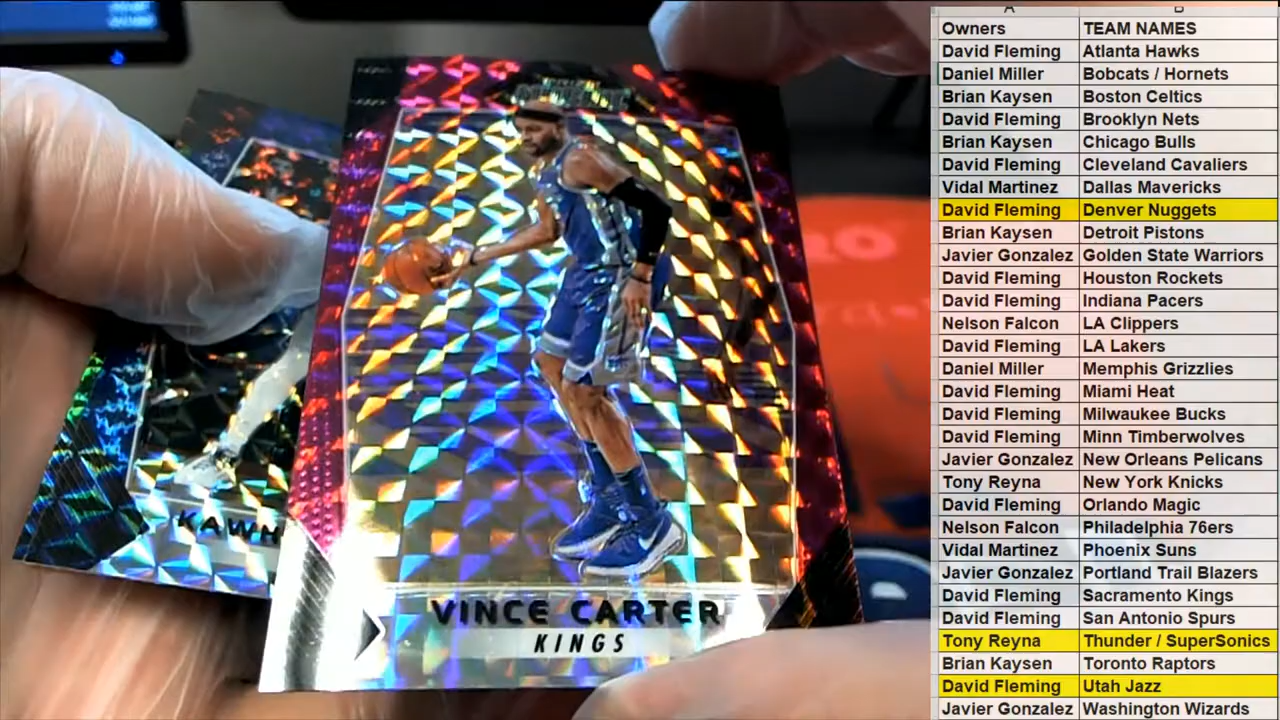 KAWH
VINCE CARTER
KINGS
A B
Owners TEAM NAMES
David Fleming Atlanta Hawks
Daniel Miller Bobcats / Hornets
Brian Kaysen Boston Celtics
David Fleming Brooklyn Nets
Brian Kaysen Chicago Bulls
David Fleming Cleveland Cavaliers
Vidal Martinez Dallas Mavericks
David Fleming Denver Nuggets
Brian Kaysen Detroit Pistons
Javier Gonzalez Golden State Warriors
David Fleming Houston Rockets
David Fleming Indiana Pacers
Nelson Falcon LA Clippers
David Fleming LA Lakers
Daniel Miller Memphis Grizzlies
David Fleming Miami Heat
David Fleming Milwaukee Bucks
David Fleming Minn Timberwolves
Javier Gonzalez New Orleans Pelicans
Tony Reyna New York Knicks
David Fleming Orlando Magic
Nelson Falcon Philadelphia 76ers
Vidal Martinez Phoenix Suns
Javier Gonzalez Portland Trail Blazers
David Fleming Sacramento Kings
David Fleming San Antonio Spurs
Tony Reyna Thunder / SuperSonics
Brian Kaysen Toronto Raptors
David Fleming Utah Jazz
Javier Gonzalez Washington Wizards